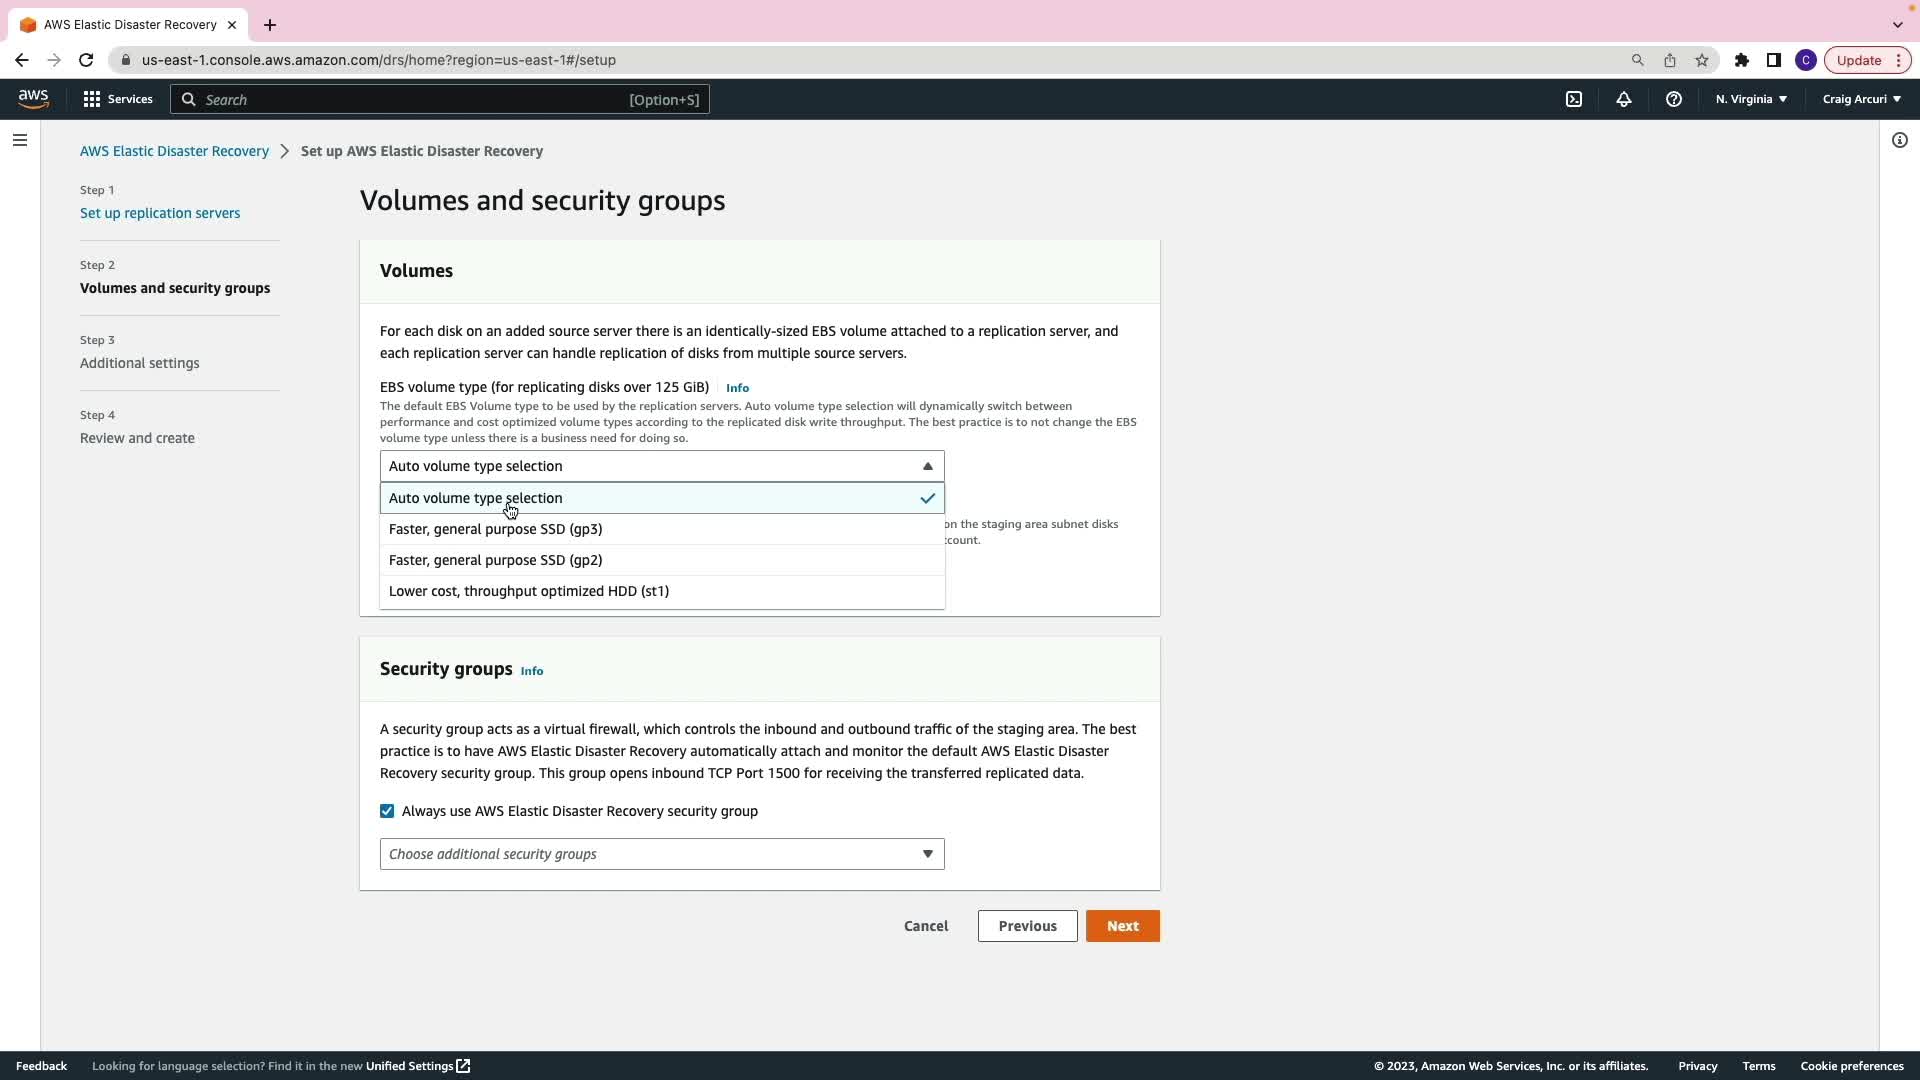 AWS Elastic Disaster Recovery
us-east-1.console.aws.amazon.com/drs/home?region=us-east-1#/setup
C
Update
aws
Services
Search
[Option+S]
N. Virginia
Craig Arcuri
AWS Elastic Disaster Recovery
Set up AWS Elastic Disaster Recovery
Step 1
Set up replication servers
Step 2
Volumes and security groups
Step 3
Additional settings
Step 4
Review and create
Volumes and security groups
Volumes
For each disk on an added source server there is an identically-sized EBS volume attached to a replication server, and
each replication server can handle replication of disks from multiple source servers.
EBS volume type (for replicating disks over 125 GiB) Info
The default EBS Volume type to be used by the replication servers. Auto volume type selection will dynamically switch between
performance and cost optimized volume types according to the replicated disk write throughput. The best practice is to not change the EBS
volume type unless there is a business need for doing so.
Auto volume type selection
Auto volume type selection
Faster, general purpose SSD (gp3)
on the staging area subnet disks
Faster, general purpose SSD (gp2)
Lower cost, throughput optimized HDD (st1)
Security groups Info
A security group acts as a virtual firewall, which controls the inbound and outbound traffic of the staging area. The best
practice is to have AWS Elastic Disaster Recovery automatically attach and monitor the default AWS Elastic Disaster
Recovery security group. This group opens inbound TCP Port 1500 for receiving the transferred replicated data.
Always use AWS Elastic Disaster Recovery security group
Choose additional security groups
Cancel
Previous
Next
Feedback
Looking for language selection? Find it in the new Unified Settings
© 2023, Amazon Web Services, Inc. or its affiliates.
Privacy
Terms
Cookie preferences